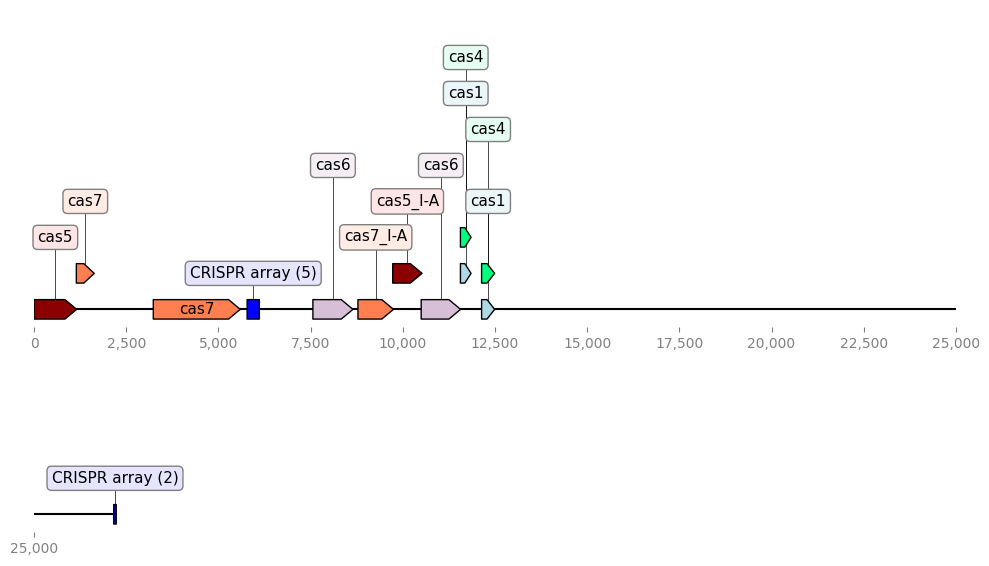 cas4
cas1
cas4
cas6
cas6
cas7
cas5_I-A
cas1
cas5
cas7_I-A
CRISPR array (5)
cas7
0
2,500
5,000
7,500
10,000
12,500
15,000
17,500
20,000
22,500
25,000
CRISPR array (2)
25,000